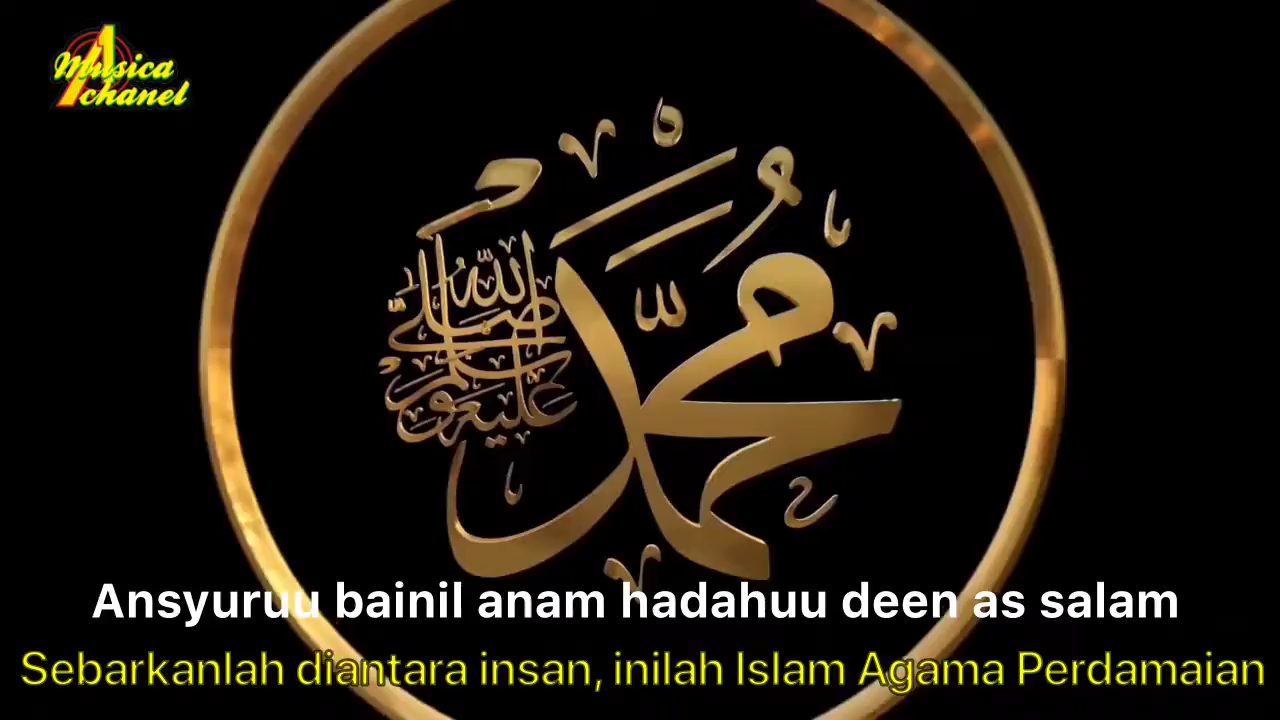 1
Musica
chanel
محمد
صلى الله
عليه وسلم
Ansyuruu bainil anam hadahuu deen as salam
Sebarkanlah diantara insan, inilah Islam Agama Perdamaian